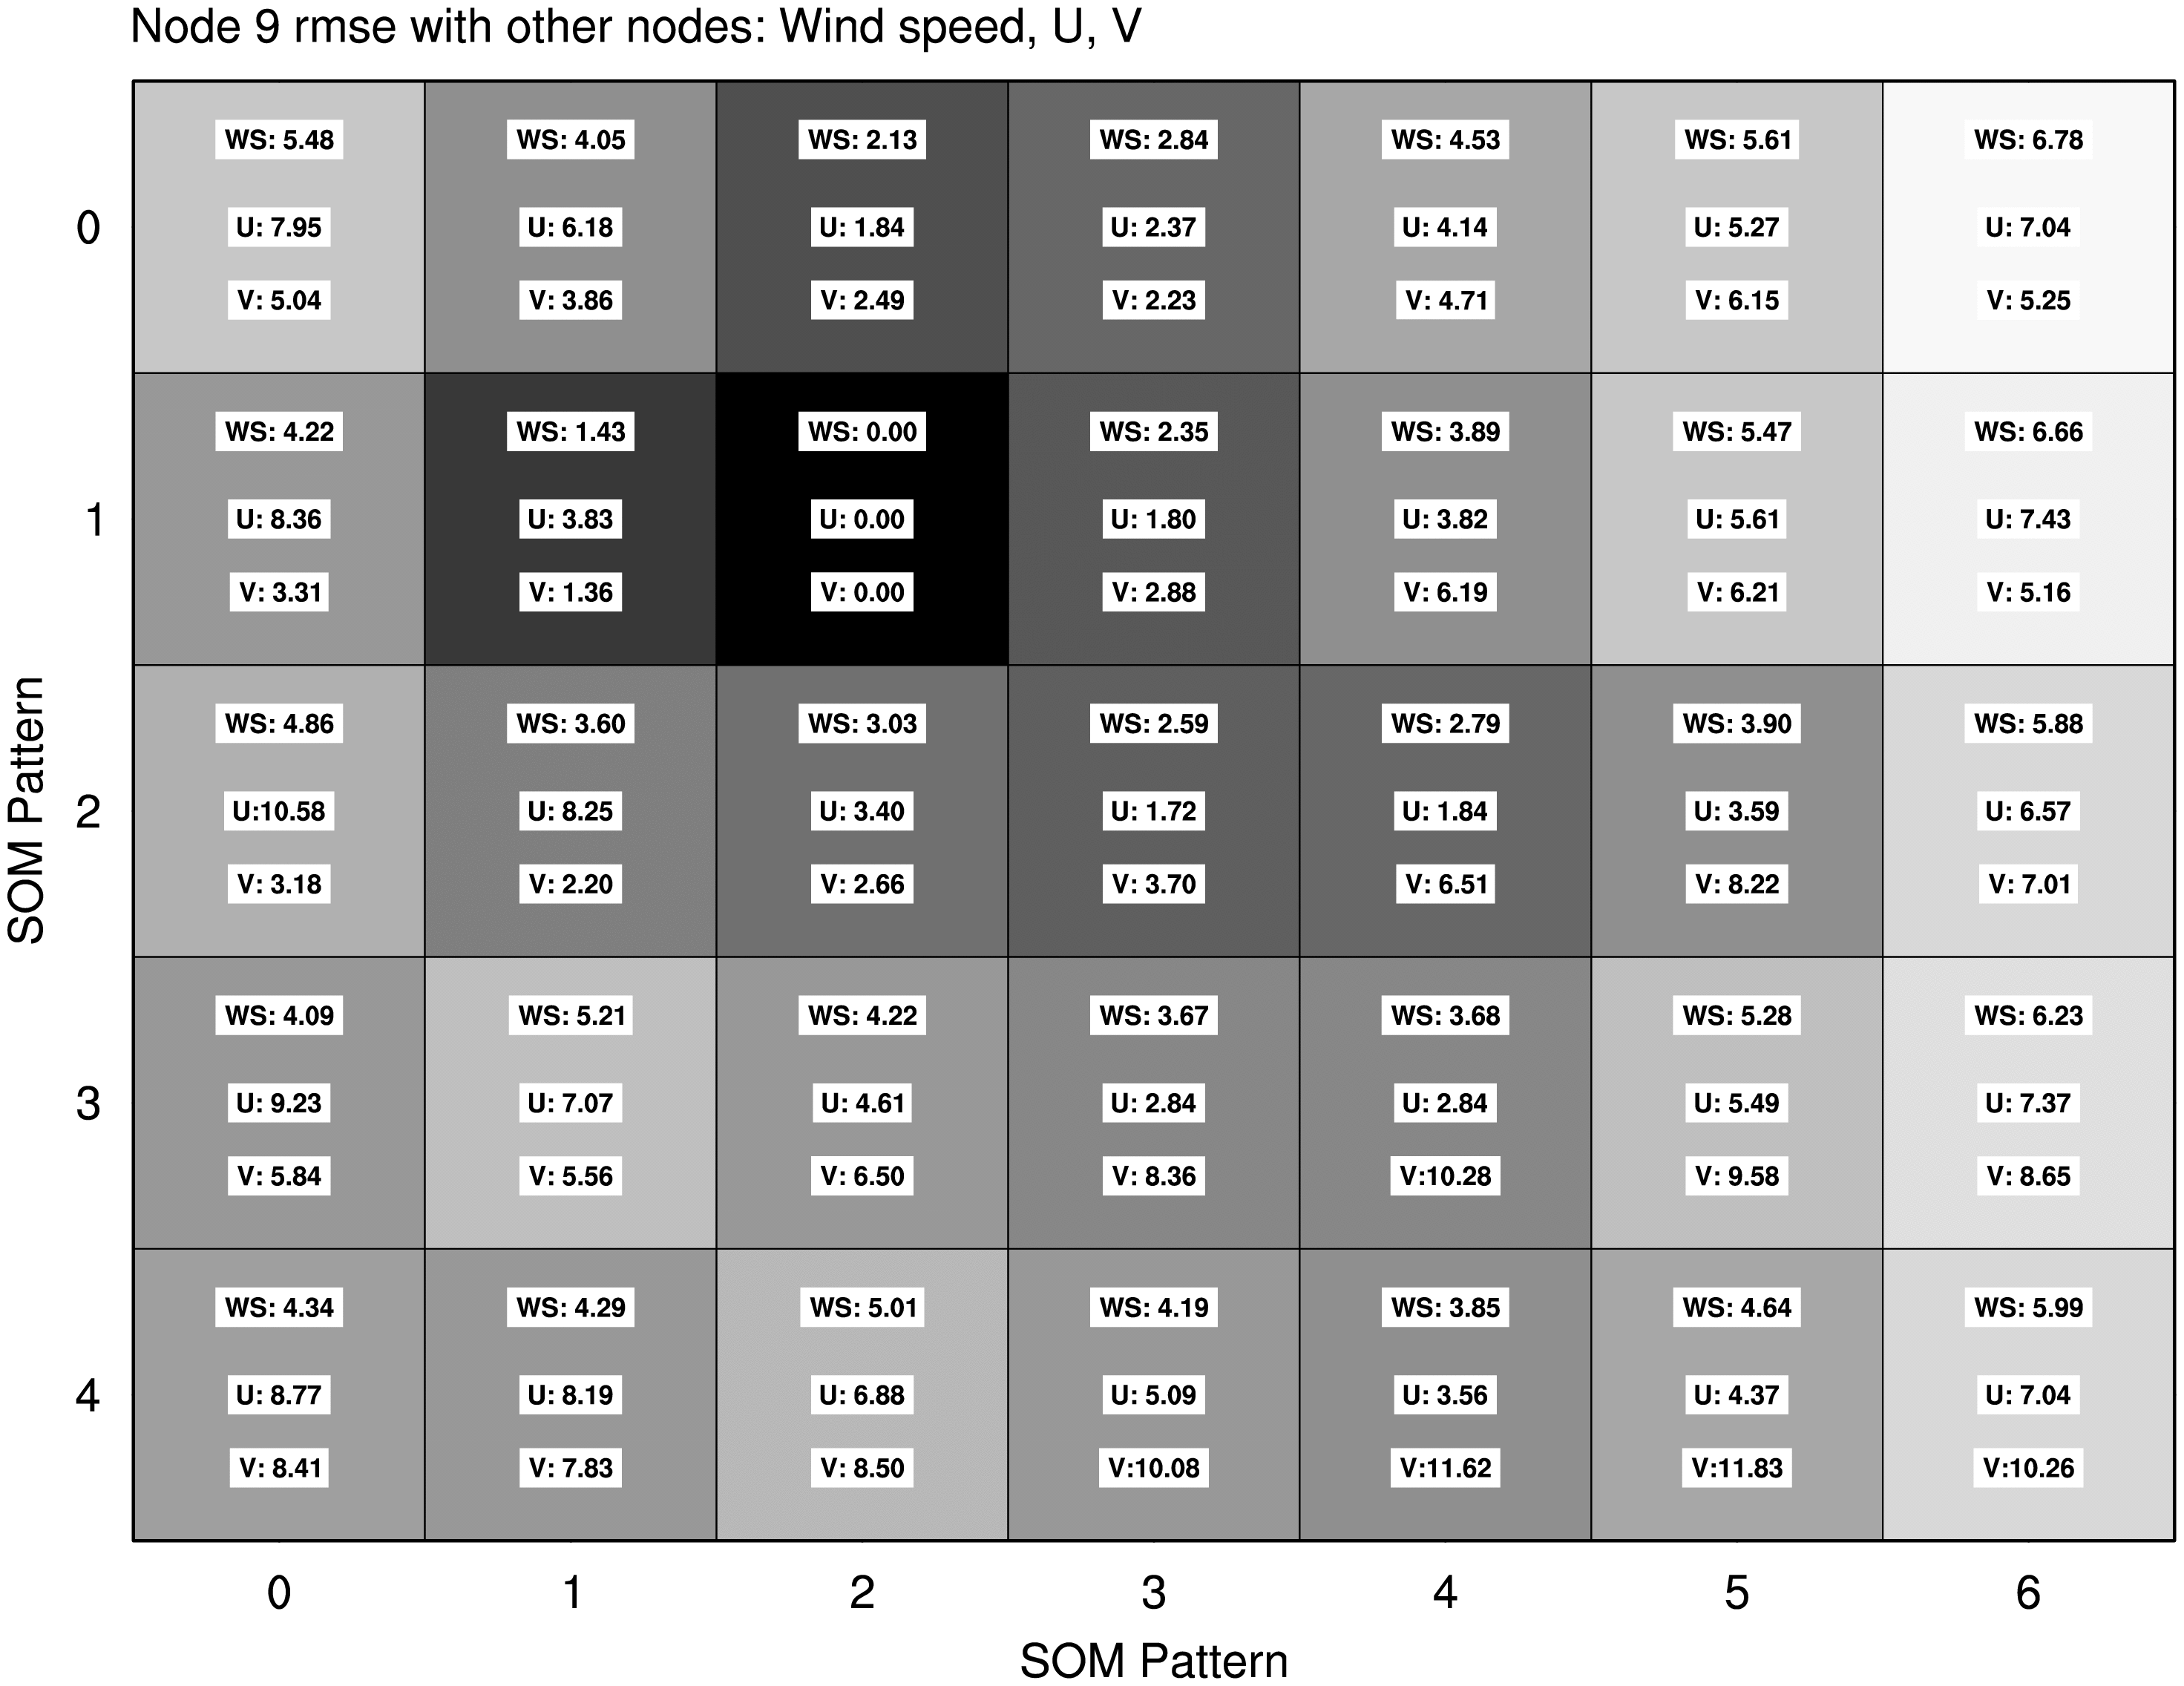 Node 9 rmse with other nodes: Wind speed, U, V
WS: 5.48 WS: 4.05 WS: 2.13 WS: 2.84 WS: 4.53 WS: 5.61 WS: 6.78
0 U: 7.95 U: 6.18 U: 1.84 U: 2.37 U: 4.14 U: 5.27 U: 7.04
V: 5.04 V: 3.86 V: 2.49 V: 2.23 V: 4.71 V: 6.15 V: 5.25
WS: 4.22 WS: 1.43 WS: 0.00 WS: 2.35 WS: 3.89 WS: 5.47 WS: 6.66
1 U: 8.36 U: 3.83 U: 0.00 U: 1.80 U: 3.82 U: 5.61 U: 7.43
V: 3.31 V: 1.36 V: 0.00 V: 2.88 V: 6.19 V: 6.21 V: 5.16
WS: 4.86 WS: 3.60 WS: 3.03 WS: 2.59 WS: 2.79 WS: 3.90 WS: 5.88
2 U:10.58 U: 8.25 U: 3.40 U: 1.72 U: 1.84 U: 3.59 U: 6.57
V: 3.18 V: 2.20 V: 2.66 V: 3.70 V: 6.51 V: 8.22 V: 7.01
WS: 4.09 WS: 5.21 WS: 4.22 WS: 3.67 WS: 3.68 WS: 5.28 WS: 6.23
3 U: 9.23 U: 7.07 U: 4.61 U: 2.84 U: 2.84 U: 5.49 U: 7.37
V: 5.84 V: 5.56 V: 6.50 V: 8.36 V:10.28 V: 9.58 V: 8.65
WS: 4.34 WS: 4.29 WS: 5.01 WS: 4.19 WS: 3.85 WS: 4.64 WS: 5.99
4 U: 8.77 U: 8.19 U: 6.88 U: 5.09 U: 3.56 U: 4.37 U: 7.04
V: 8.41 V: 7.83 V: 8.50 V:10.08 V:11.62 V:11.83 V:10.26
SOM Pattern
0 1 2 3 4 5 6
SOM Pattern